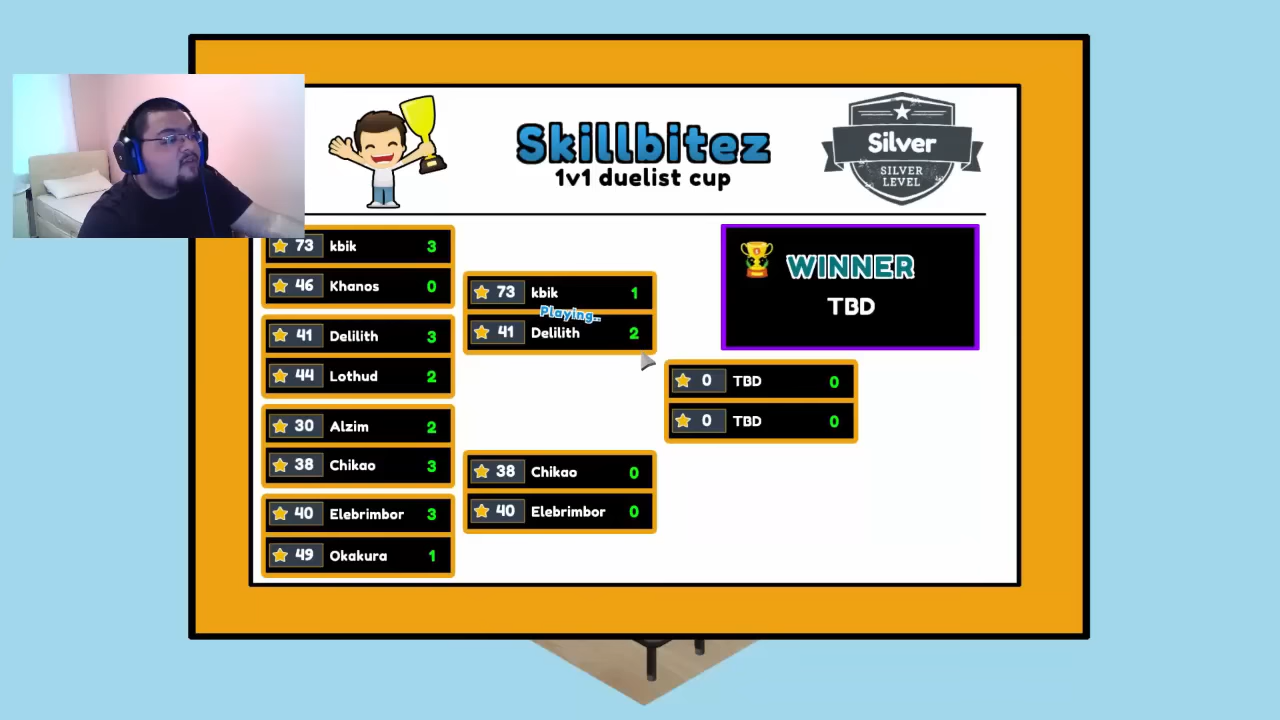 Skillbitez
1v1 duelist cup
Silver
SILVER
LEVEL
73 kbik 3
46 Khanos 0
41 Delilith 3
44 Lothud 2
30 Alzim 2
38 Chikao 3
40 Elebrimbor 3
49 Okakura 1
73 kbik 1
Playing..
41 Delilith 2
38 Chikao 0
40 Elebrimbor 0
WINNER
TBD
0 TBD 0
0 TBD 0